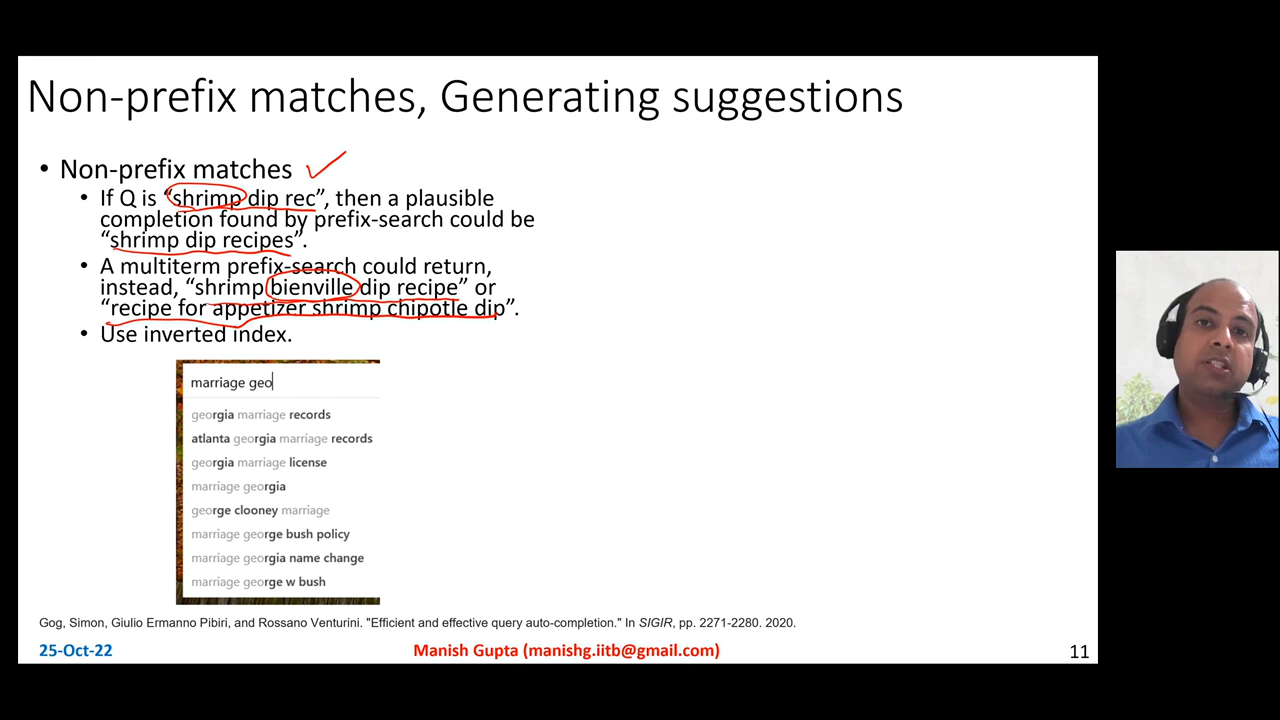 Non-prefix matches, Generating suggestions
• Non-prefix matches
• If Q is “shrimp dip rec”, then a plausible
completion found by prefix-search could be
“shrimp dip recipes”.
• A multiterm prefix-search could return,
instead, “shrimp bienville dip recipe” or
“recipe for appetizer shrimp chipotle dip”.
• Use inverted index.
marriage geo
georgia marriage records
atlanta georgia marriage records
georgia marriage license
marriage georgia
george clooney marriage
marriage george bush policy
marriage georgia name change
marriage george w bush
Gog, Simon, Giulio Ermanno Pibiri, and Rossano Venturini. "Efficient and effective query auto-completion." In SIGIR, pp. 2271-2280. 2020.
25-Oct-22
Manish Gupta (manishg.iitb@gmail.com)
11